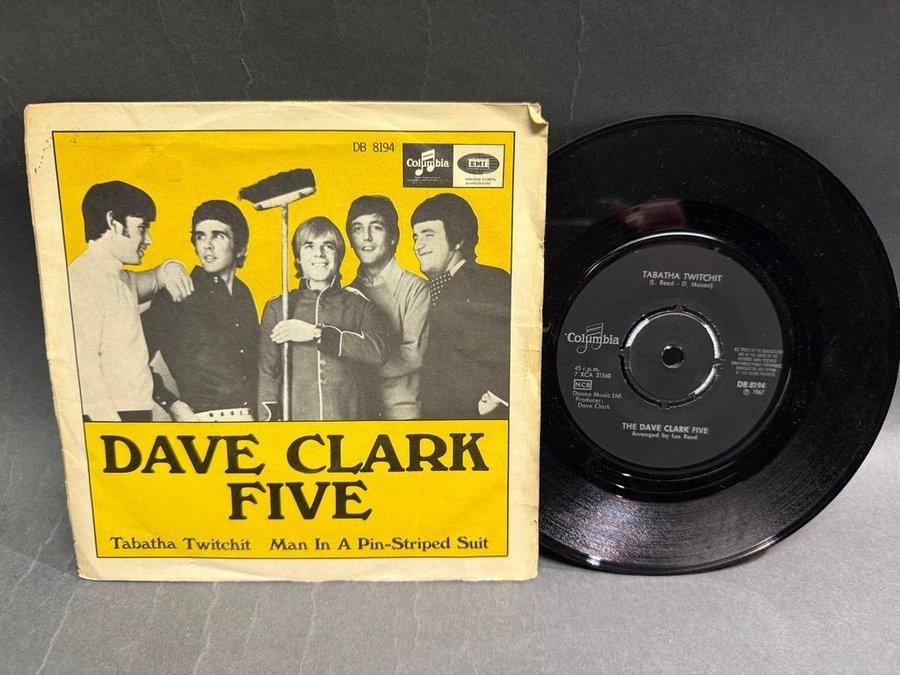 DB 8194
Columbia
EMI
DAVE CLARK
FIVE
Tabatha Twitchit Man In A Pin-Striped Suit
TABATHA TWITCHIT
(L. Reed - D. Mason)
Columbia
45 r.p.m.
7 XCA 31560
NCB
Donna Music Ltd.
Producer:
Dave Clark
DB 8194
℗ 1967
THE DAVE CLARK FIVE
Arranged by Les Reed